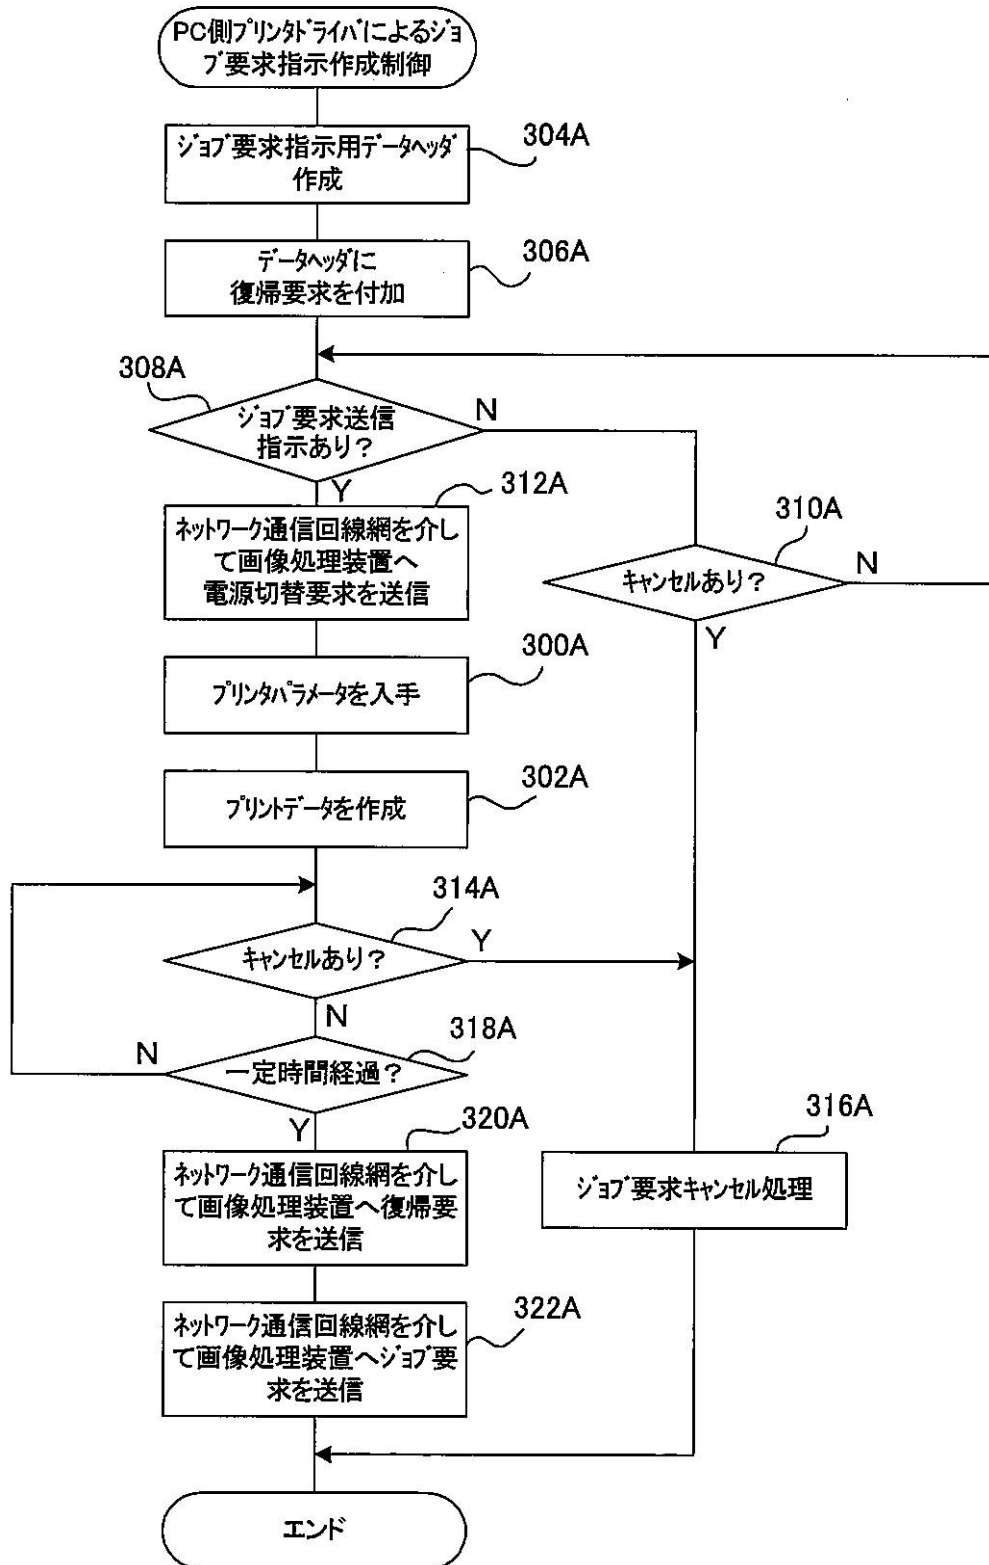 PC側プリンタドライバによるジョ
ブ要求指示作成制御
304A
ジョブ要求指示用データヘッダ
作成
306A
データヘッダに
復帰要求を付加
308A
ジョブ要求送信
指示あり?
N
Y
312A
ネットワーク通信回線網を介し
て画像処理装置へ
電源切替要求を送信
310A
キャンセルあり?
N
Y
300A
プリンタパラメータを入手
302A
プリントデータを作成
314A
キャンセルあり?
Y
N
318A
一定時間経過?
N
Y
320A
ネットワーク通信回線網を介し
て画像処理装置へ復帰要
求を送信
316A
ジョブ要求キャンセル処理
322A
ネットワーク通信回線網を介し
て画像処理装置へジョブ要
求を送信
エンド